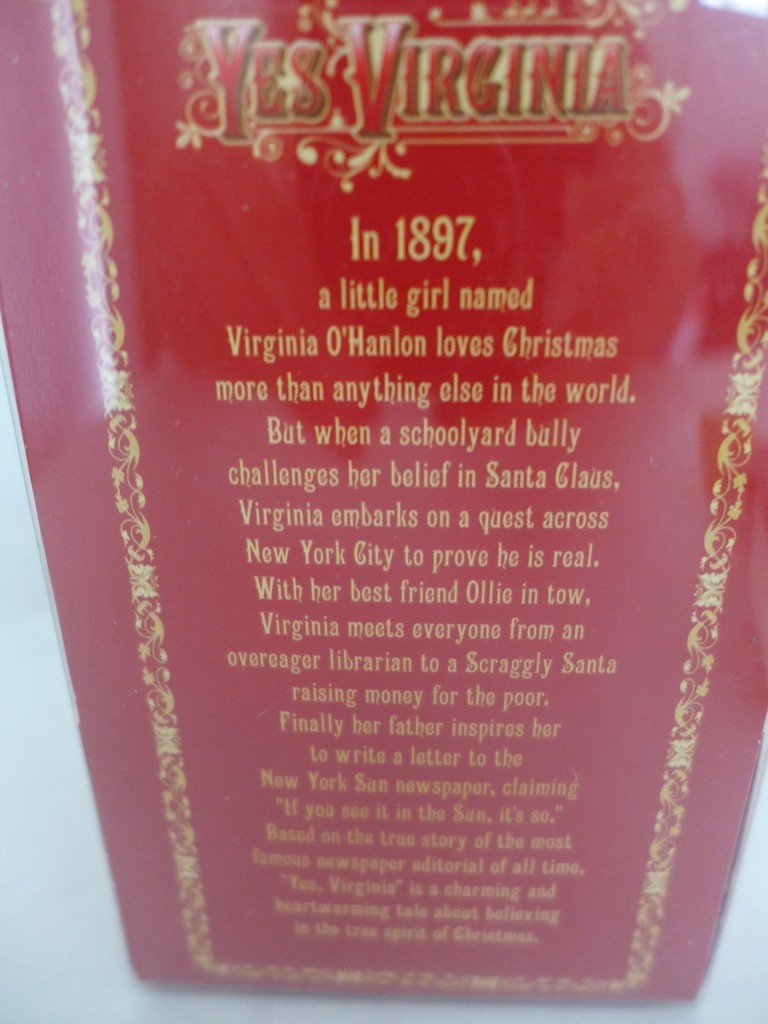 YES VIRGINIA
In 1897,
a little girl named
Virginia O'Hanlon loves Christmas
more than anything else in the world.
But when a schoolyard bully
challenges her belief in Santa Claus,
Virginia embarks on a quest across
New York City to prove he is real.
With her best friend Ollie in tow,
Virginia meets everyone from an
overeager librarian to a Scraggly Santa
raising money for the poor.
Finally her father inspires her
to write a letter to the
New York Sun newspaper, claiming
"If you see it in the Sun, it's so."
Based on the true story of the most
famous newspaper editorial of all time,
"Yes, Virginia" is a charming and
heartwarming tale about believing
in the true spirit of Christmas.